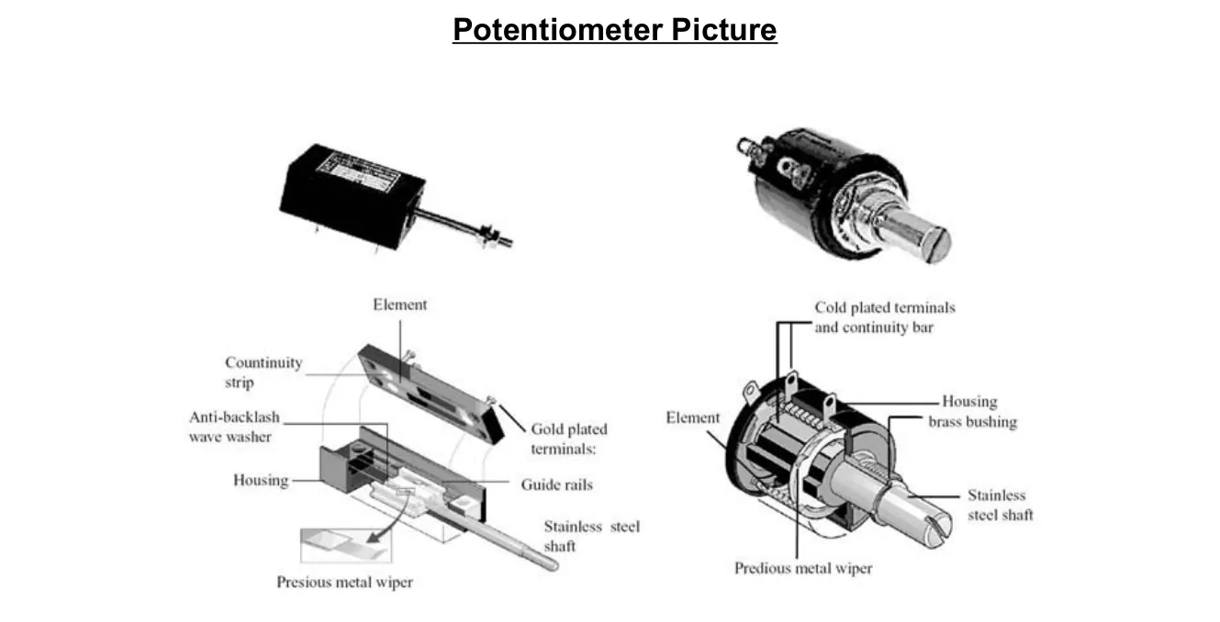 Potentiometer Picture
Element
Countinuity
strip
Anti-backlash
wave washer
Housing
Gold plated
terminals:
Guide rails
Stainless steel
shaft
Presious metal wiper
Cold plated terminals
and continuity bar
Element
Housing
brass bushing
Stainless
steel shaft
Predious metal wiper